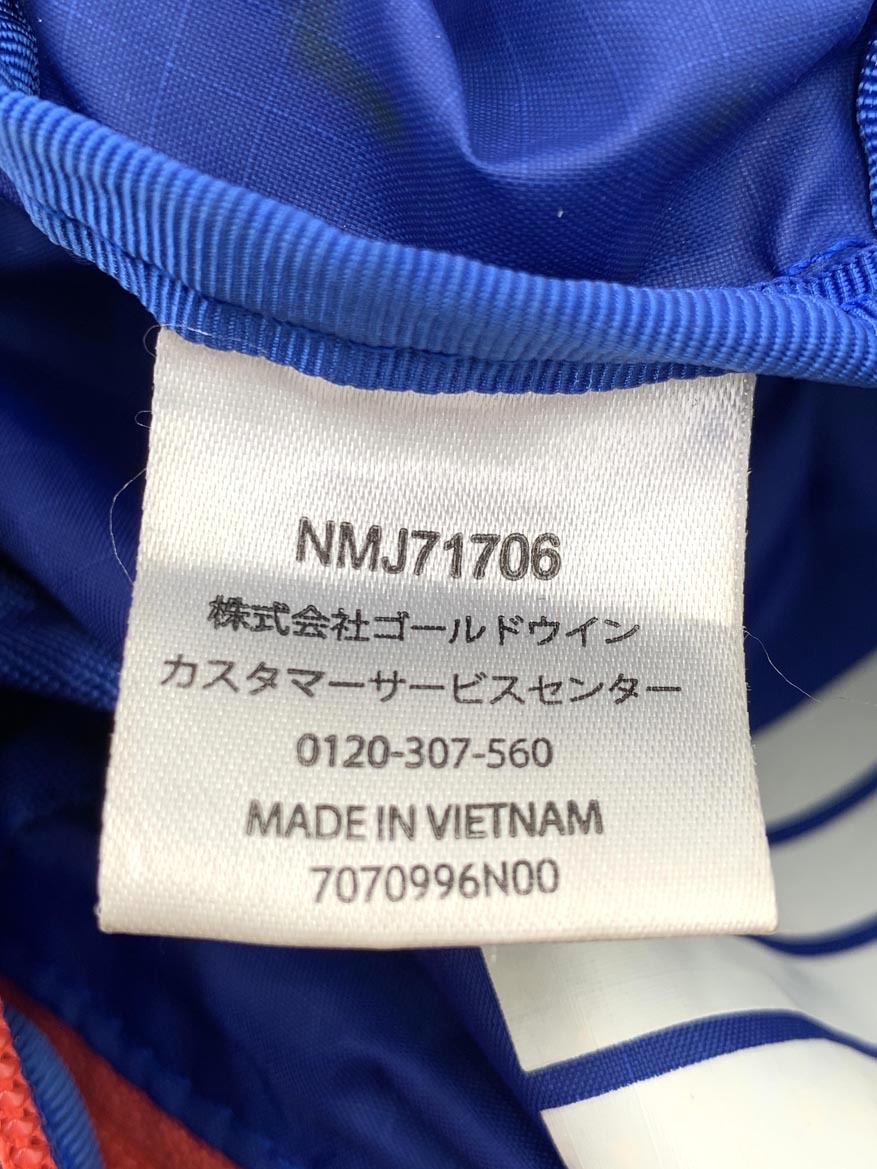 NMJ71706
株式会社ゴールドウイン
カスタマーサービスセンター
0120-307-560
MADE IN VIETNAM
7070996N00